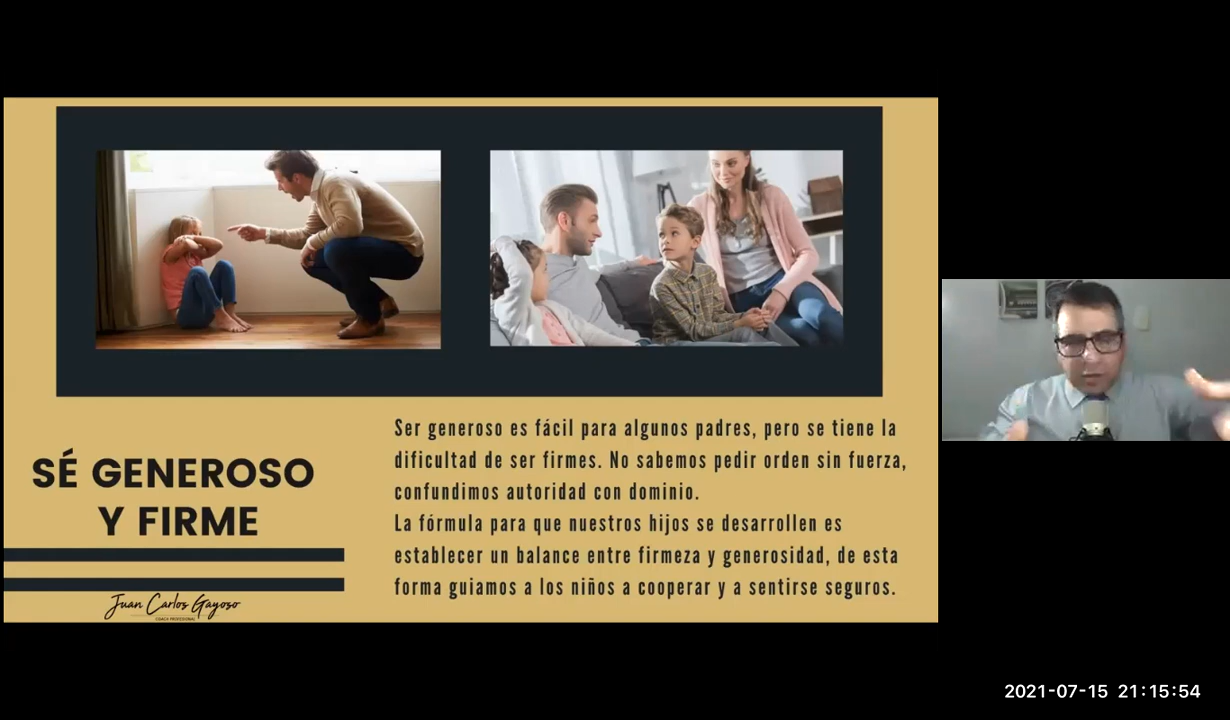 SÉ GENEROSO
Y FIRME
Juan Carlos Gayoso
COACH PROFESIONAL
Ser generoso es fácil para algunos padres, pero se tiene la
dificultad de ser firmes. No sabemos pedir orden sin fuerza,
confundimos autoridad con dominio.
La fórmula para que nuestros hijos se desarrollen es
establecer un balance entre firmeza y generosidad, de esta
forma guiamos a los niños a cooperar y a sentirse seguros.
2021-07-15 21:15:54